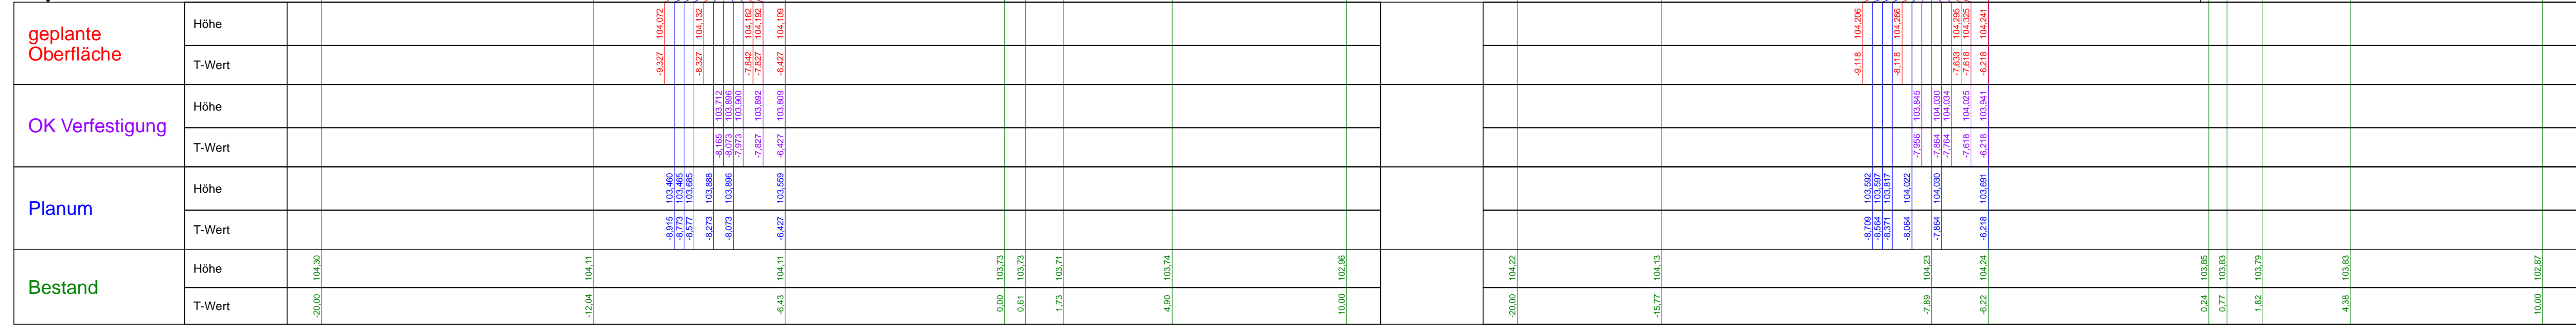 geplante
Oberfläche
Höhe
104,072 104,132 104,162 104,192 104,109
104,206 104,266 104,295 104,325 104,241
T-Wert
-9,327 -8,327 -7,842 -7,827 -6,427
-9,118 -8,118 -7,633 -7,618 -6,218
OK Verfestigung
Höhe
103,712 103,896 103,900 103,892 103,809
103,845 104,030 104,034 104,025 103,941
T-Wert
-8,165 -8,073 -7,973 -7,827 -6,427
-7,956 -7,864 -7,764 -7,618 -6,218
Planum
Höhe
103,460 103,465 103,685 103,888 103,896 103,559
103,592 103,597 103,817 104,022 104,030 103,691
T-Wert
-8,915 -8,773 -8,577 -8,273 -8,073 -6,427
-8,709 -8,564 -8,371 -8,064 -7,864 -6,218
Bestand
Höhe
104,30 104,11 104,11 103,73 103,73 103,71 103,74 102,96
104,22 104,13 104,23 104,24 103,85 103,83 103,79 103,83 102,87
T-Wert
-20,00 -12,04 -6,43 0,00 0,61 1,73 4,90 10,00
-20,00 -15,77 -7,89 -6,22 0,24 0,77 1,82 4,38 10,00